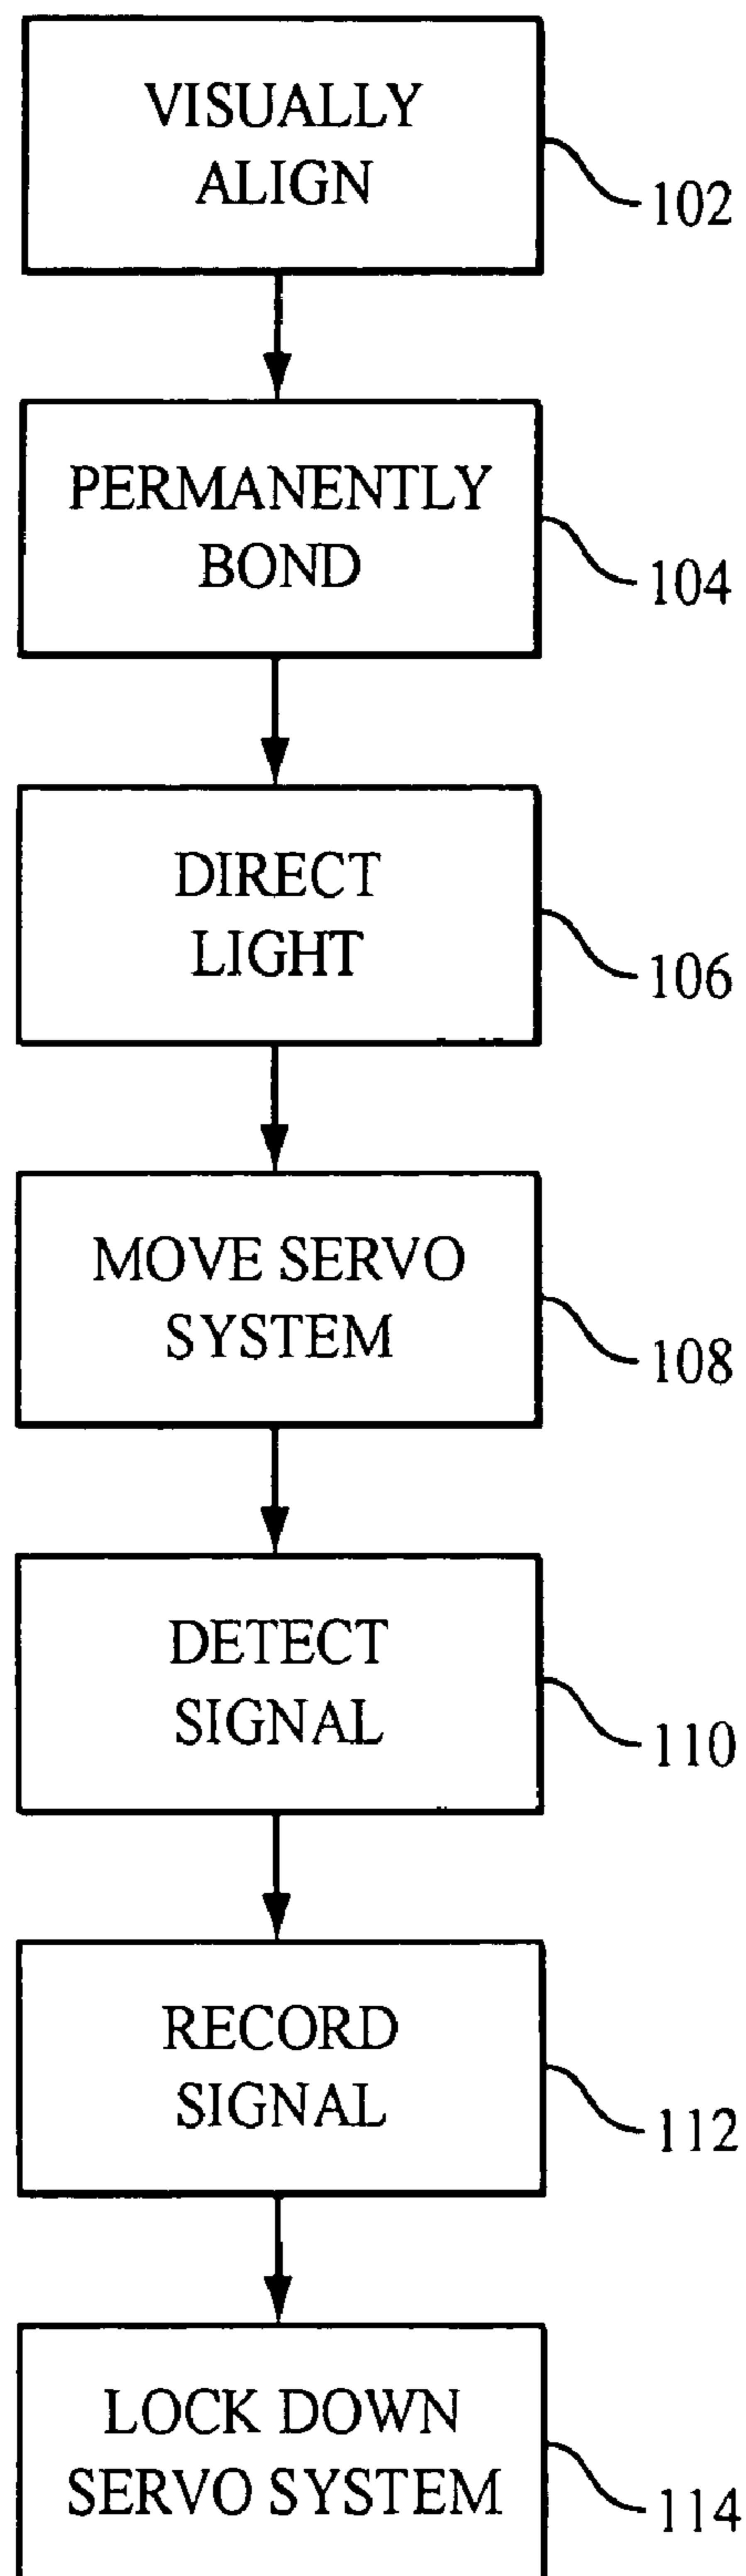 VISUALLY
ALIGN
102
PERMANENTLY
BOND
104
DIRECT
LIGHT
106
MOVE SERVO
SYSTEM
108
DETECT
SIGNAL
110
RECORD
SIGNAL
112
LOCK DOWN
SERVO SYSTEM
114